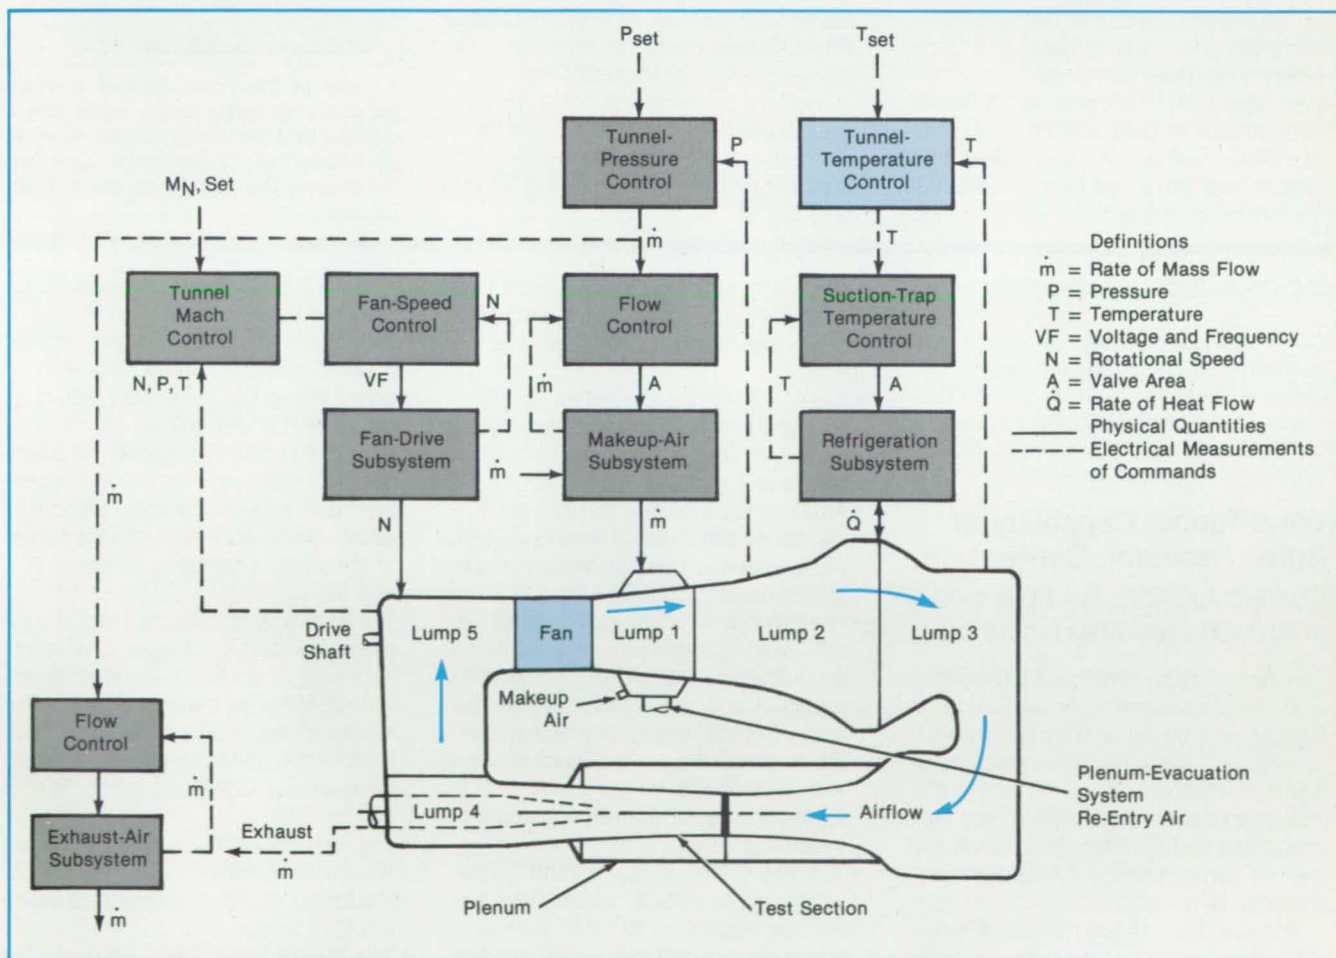 Pset
Tset
Tunnel-
Pressure
Control
P
Tunnel-
Temperature
Control
T
MN, Set
ṁ
T
Definitions
ṁ = Rate of Mass Flow
P = Pressure
T = Temperature
VF = Voltage and Frequency
N = Rotational Speed
A = Valve Area
Q̇ = Rate of Heat Flow
Physical Quantities
Electrical Measurements
of Commands
Tunnel
Mach
Control
Fan-Speed
Control
N
Flow
Control
Suction-Trap
Temperature
Control
N, P, T
VF
ṁ
A
T
A
Fan-Drive
Subsystem
ṁ
Makeup-Air
Subsystem
Refrigeration
Subsystem
ṁ
N
ṁ
Q̇
Drive
Shaft
Lump 5
Fan
Lump 1
Lump 2
Lump 3
Makeup
Air
Flow
Control
ṁ
Plenum-Evacuation
System
Re-Entry Air
Lump 4
Airflow
Exhaust-Air
Subsystem
Exhaust
ṁ
Plenum
Test Section
ṁ